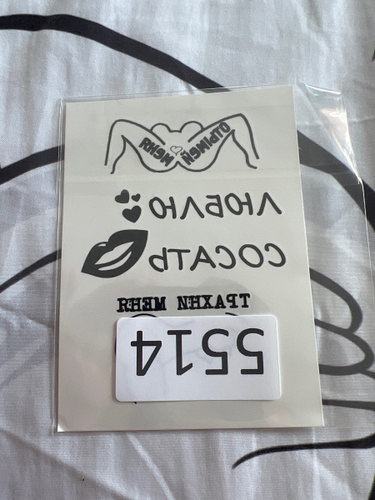 ОТЫМЕЙ МЕНЯ
ЛЮБЛЮ
СОСАТЬ
ТРАХНИ МЕНЯ
5514